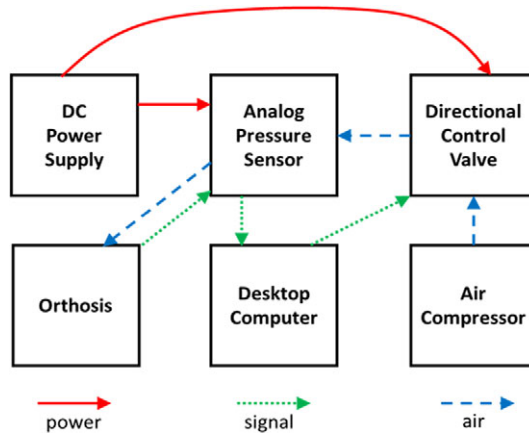 DC
Power
Supply
Analog
Pressure
Sensor
Directional
Control
Valve
Orthosis
Desktop
Computer
Air
Compressor
power
signal
air